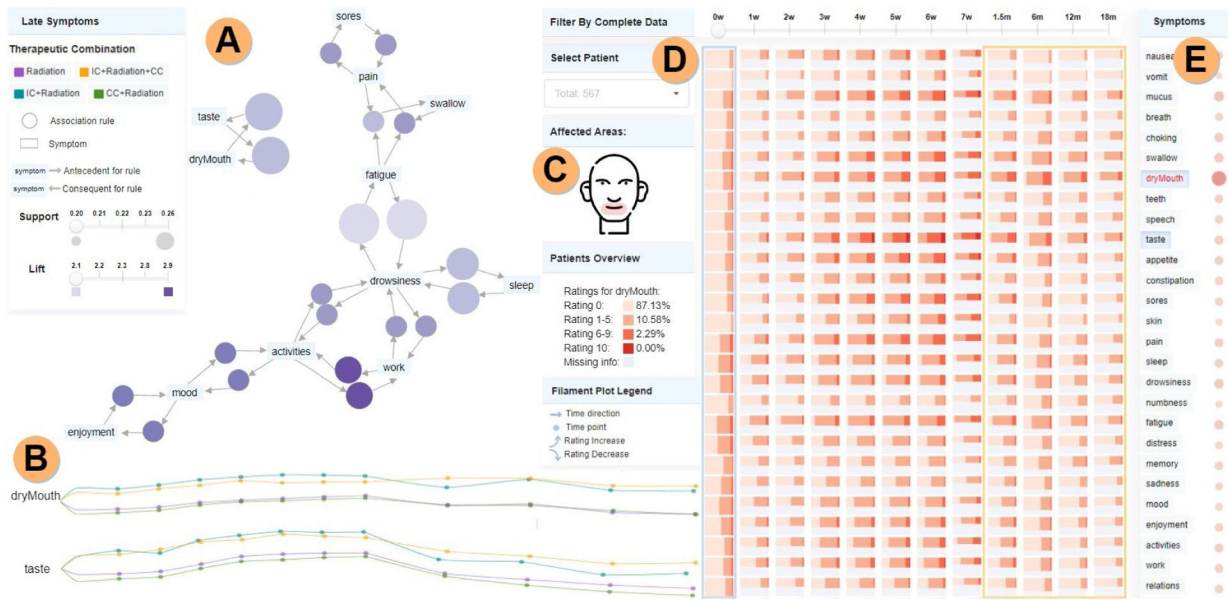 Late Symptoms
Therapeutic Combination
Radiation
IC+Radiation+CC
IC+Radiation
CC+Radiation
Association rule
Symptom
symptom Antecedent for rule
symptom Consequent for rule
Support
0.20 0.21 0.22 0.24 0.26
Lift
2.1 2.2 2.3 2.8 2.9
A
sores
pain
swallow
taste
dryMouth
fatigue
drowsiness
sleep
activities
work
mood
enjoyment
B
dryMouth
taste
Filter By Complete Data
Select Patient
Total: 567
Affected Areas:
C
Patients Overview
Ratings for dryMouth:
Rating 0: 87.13%
Rating 1-5: 10.58%
Rating 6-9: 2.29%
Rating 10: 0.00%
Missing info:
Filament Plot Legend
Time direction
Time point
Rating Increase
Rating Decrease
D
0w 1w 2w 3w 4w 5w 6w 7w 1.5m 6m 12m 18m
Symptoms
E
nausea
vomit
mucus
breath
choking
swallow
dryMouth
teeth
speech
taste
appetite
constipation
sores
skin
pain
sleep
drowsiness
numbness
fatigue
distress
memory
sadness
mood
enjoyment
activities
work
relations